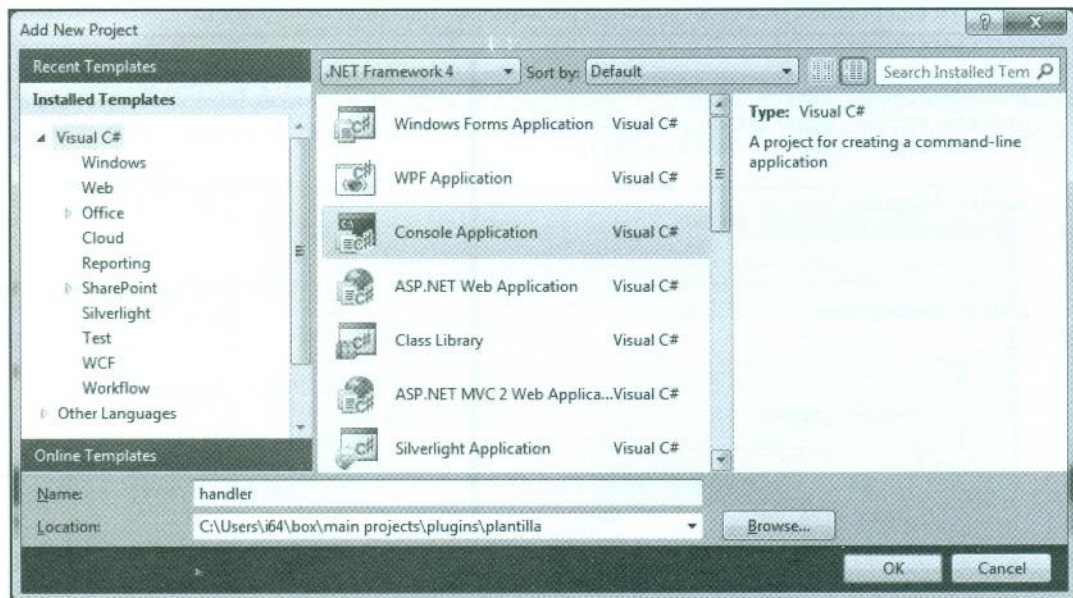 Add New Project
Recent Templates
.NET Framework 4
Sort by: Default
Search Installed Tem
Installed Templates
Visual C#
Windows
Web
Office
Cloud
Reporting
SharePoint
Silverlight
Test
WCF
Workflow
Other Languages
Online Templates
Windows Forms Application Visual C#
WPF Application Visual C#
Console Application Visual C#
ASP.NET Web Application Visual C#
Class Library Visual C#
ASP.NET MVC 2 Web Applica...Visual C#
Silverlight Application Visual C#
Type: Visual C#
A project for creating a command-line
application
Name: handler
Location: C:\Users\i64\box\main projects\plugins\plantilla
Browse...
OK
Cancel